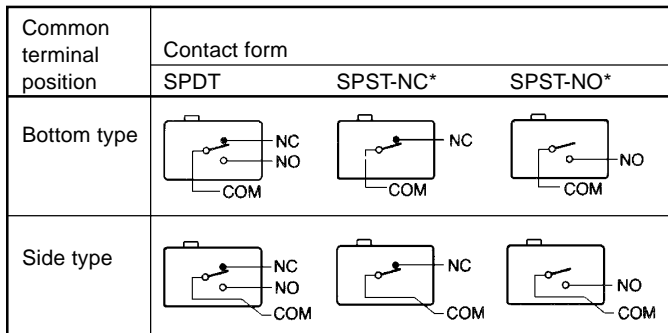 Common
terminal
position
Contact form
SPDT SPST-NC* SPST-NO*
Bottom type
NC
NO
COM
NC
COM
NO
COM
Side type
NC
NO
COM
NC
COM
NO
COM